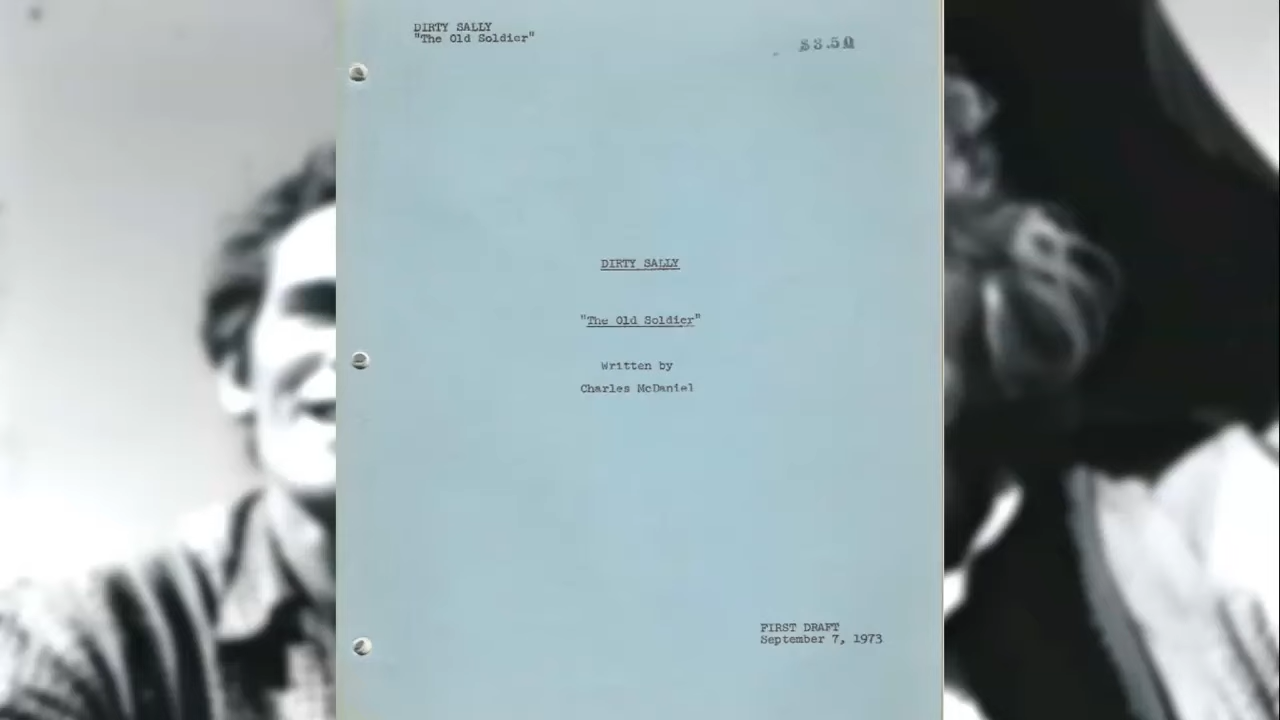 DIRTY SALLY
"The Old Soldier"
$3.50
DIRTY SALLY
"The Old Soldier"
Written by
Charles McDaniel
FIRST DRAFT
September 7, 1973